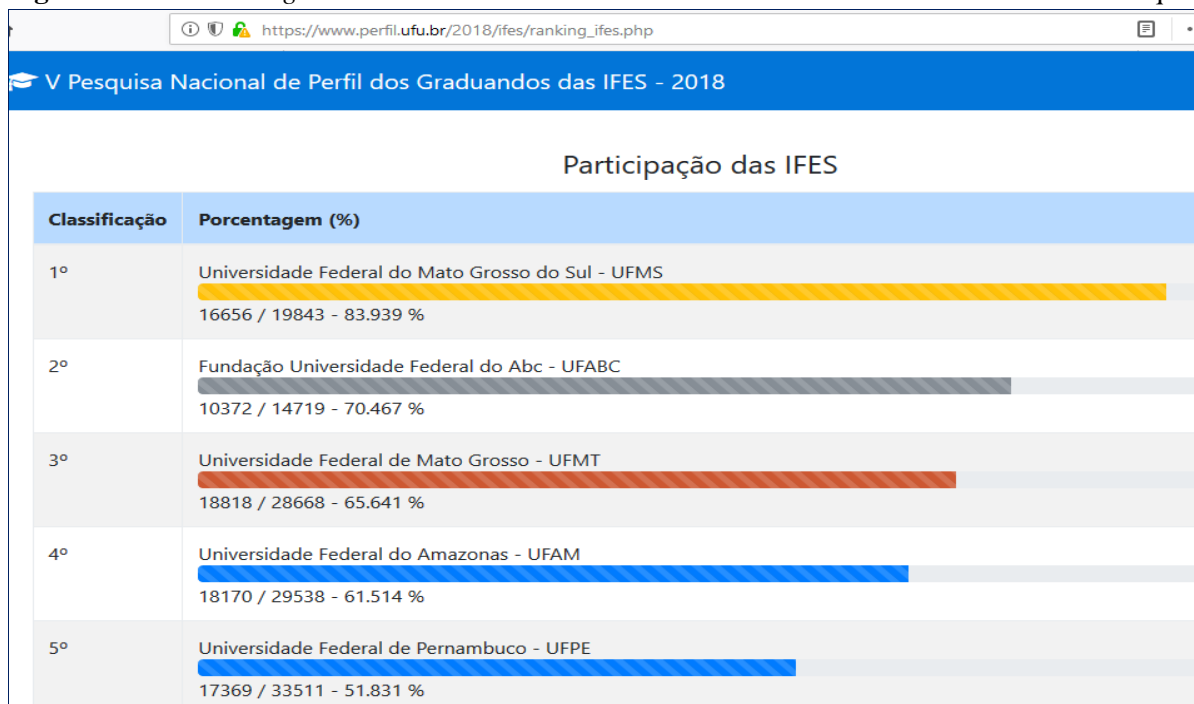 https://www.perfil.ufu.br/2018/ifes/ranking_ifes.php
V Pesquisa Nacional de Perfil dos Graduandos das IFES - 2018
Participação das IFES
Classificação Porcentagem (%)
1º Universidade Federal do Mato Grosso do Sul - UFMS
16656 / 19843 - 83.939 %
2º Fundação Universidade Federal do Abc - UFABC
10372 / 14719 - 70.467 %
3º Universidade Federal de Mato Grosso - UFMT
18818 / 28668 - 65.641 %
4º Universidade Federal do Amazonas - UFAM
18170 / 29538 - 61.514 %
5º Universidade Federal de Pernambuco - UFPE
17369 / 33511 - 51.831 %